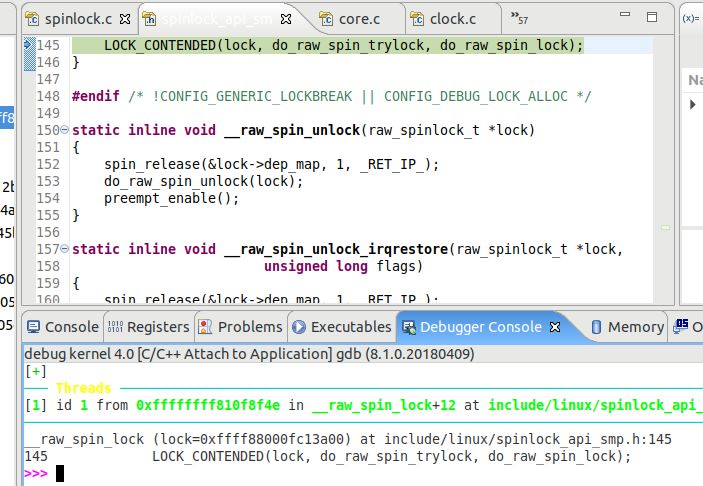 spinlock.c
spinlock_api_sm
core.c
clock.c
»57
(x)=
Na
145 LOCK_CONTENDED(lock, do_raw_spin_trylock, do_raw_spin_lock);
146 }
147
148 #endif /* !CONFIG_GENERIC_LOCKBREAK || CONFIG_DEBUG_LOCK_ALLOC */
149
150 static inline void __raw_spin_unlock(raw_spinlock_t *lock)
151 {
152 spin_release(&lock->dep_map, 1, _RET_IP_);
153 do_raw_spin_unlock(lock);
154 preempt_enable();
155 }
156
157 static inline void __raw_spin_unlock_irqrestore(raw_spinlock_t *lock,
158 unsigned long flags)
159 {
160 spin_release(&lock->dep_map, 1, _RET_IP_);
ff8
2b
4a
45l
60
05
05
Console Registers Problems Executables Debugger Console Memory O
debug kernel 4.0 [C/C++ Attach to Application] gdb (8.1.0.20180409)
[+]
Threads
[1] id 1 from 0xffffffff810f8f4e in __raw_spin_lock+12 at include/linux/spinlock_api_
__raw_spin_lock (lock=0xffff88000fc13a00) at include/linux/spinlock_api_smp.h:145
145 LOCK_CONTENDED(lock, do_raw_spin_trylock, do_raw_spin_lock);
>>>